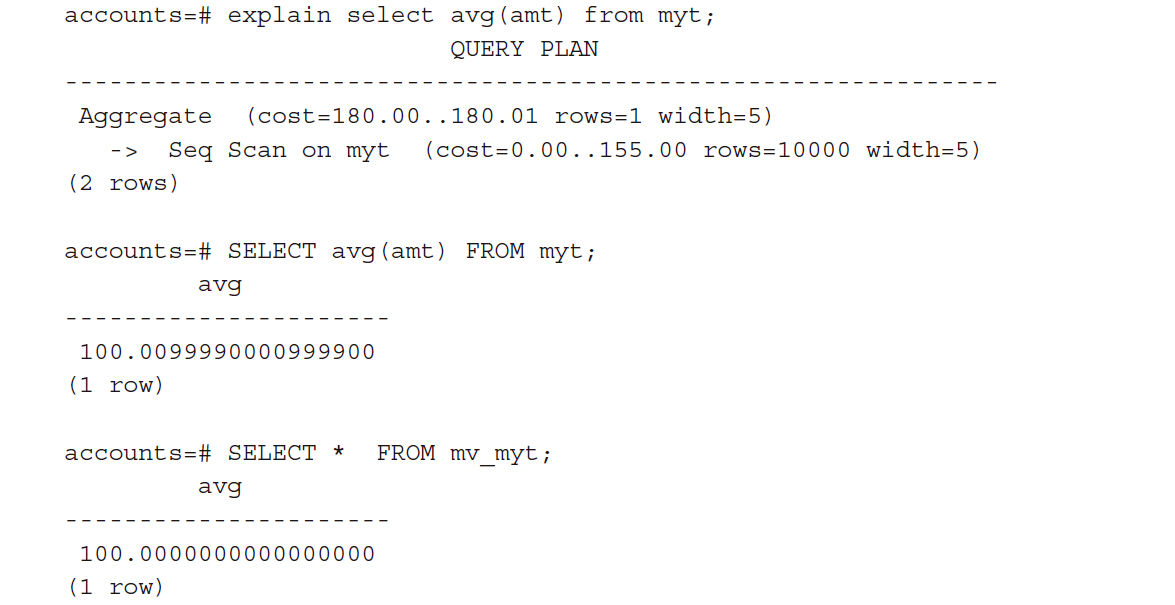 accounts=# explain select avg(amt) from myt;
QUERY PLAN
---------------------------------------------------------------
Aggregate  (cost=180.00..180.01 rows=1 width=5)
->  Seq Scan on myt  (cost=0.00..155.00 rows=10000 width=5)
(2 rows)
accounts=# SELECT avg(amt) FROM myt;
avg
----------------------
100.0099990000999900
(1 row)
accounts=# SELECT *  FROM mv_myt;
avg
----------------------
100.0000000000000000
(1 row)